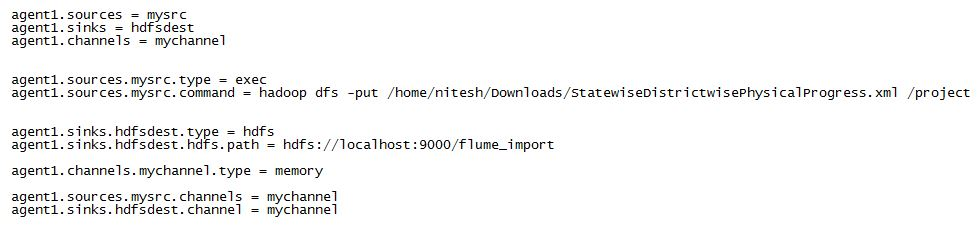 agent1.sources = mysrc
agent1.sinks = hdfsdest
agent1.channels = mychannel
agent1.sources.mysrc.type = exec
agent1.sources.mysrc.command = hadoop dfs -put /home/nitesh/Downloads/StatewiseDistrictwisePhysicalProgress.xml /project
agent1.sinks.hdfsdest.type = hdfs
agent1.sinks.hdfsdest.hdfs.path = hdfs://localhost:9000/flume_import
agent1.channels.mychannel.type = memory
agent1.sources.mysrc.channels = mychannel
agent1.sinks.hdfsdest.channel = mychannel